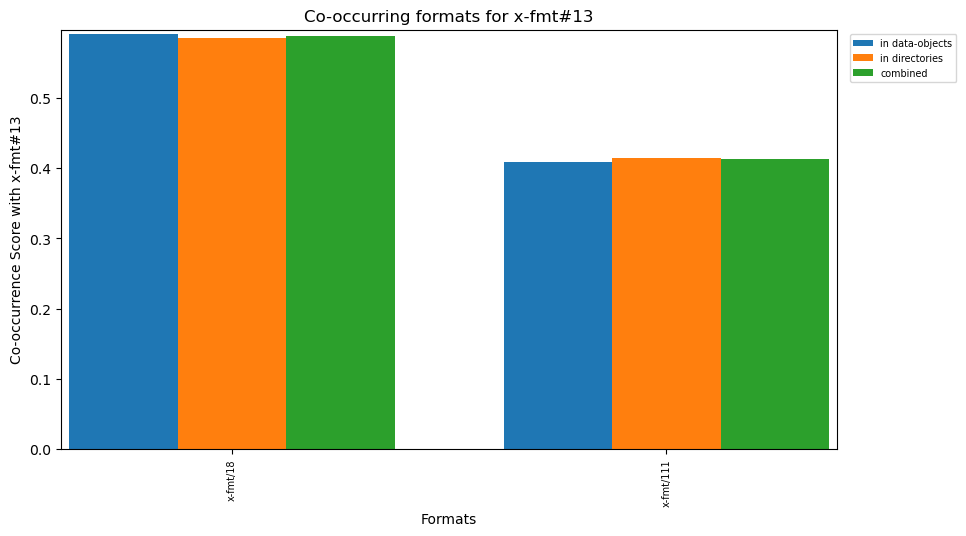 Co-occurring formats for x-fmt#13
in data-objects
in directories
combined
Co-occurrence Score with x-fmt#13
0.5
0.4
0.3
0.2
0.1
0.0
x-fmt/18
x-fmt/111
Formats